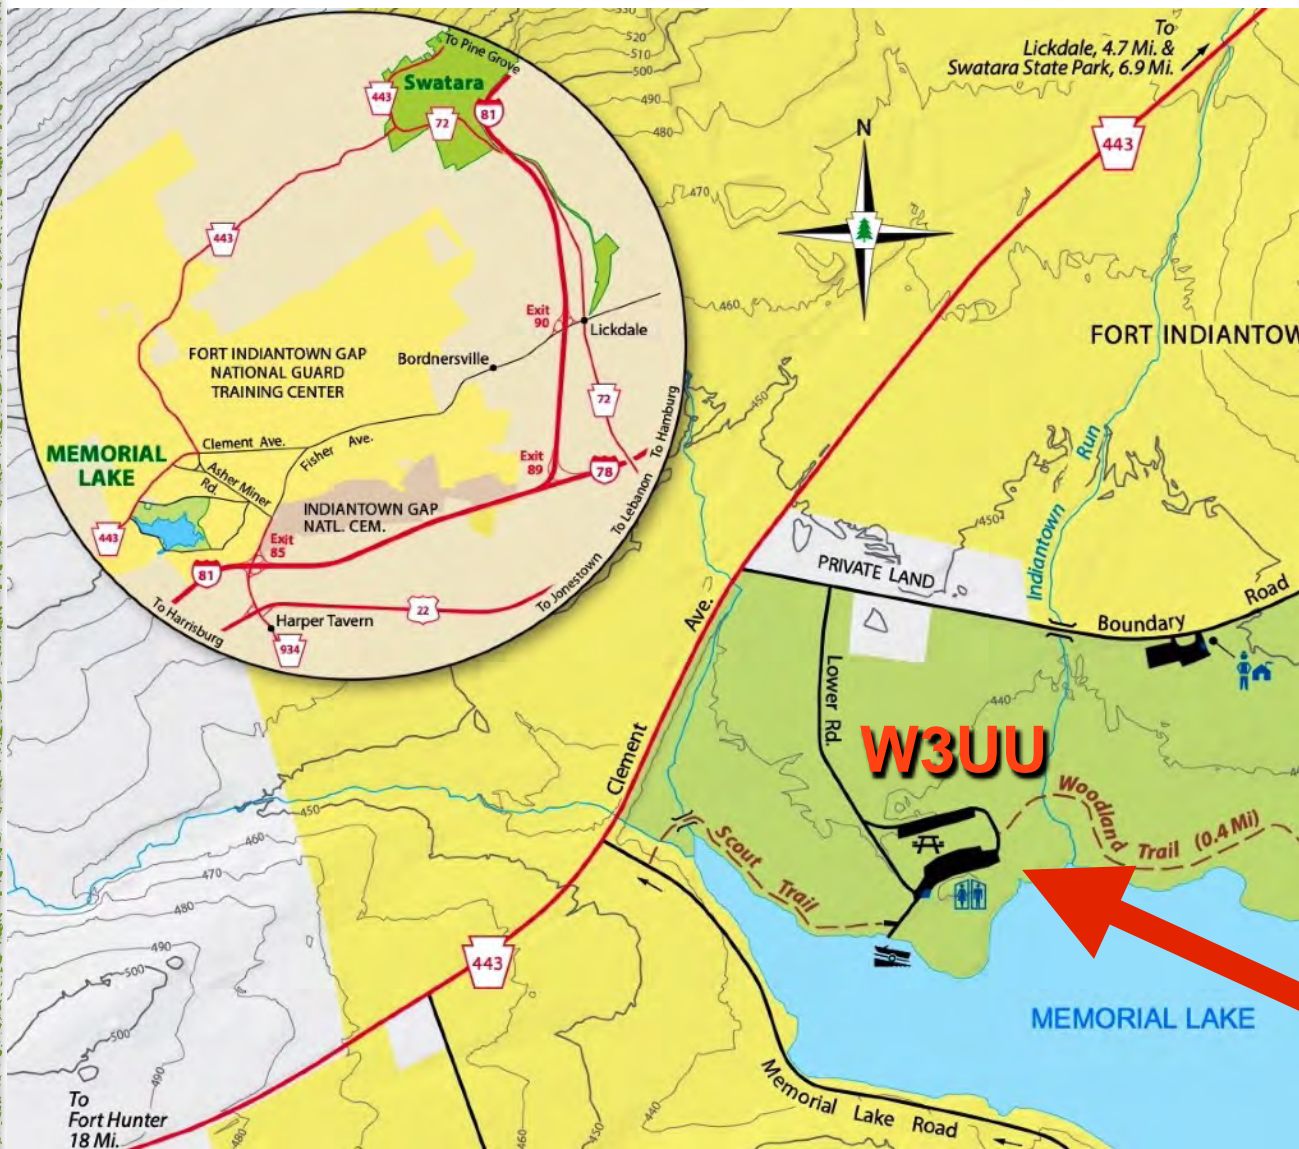 530
520
510
500
490
480
470
460
450
To
Lickdale, 4.7 Mi. &
Swatara State Park, 6.9 Mi.
443
N
FORT INDIANTOW
To Pine Grove
Swatara
443
72
81
443
Exit
90
Lickdale
Bordnersville
FORT INDIANTOWN GAP
NATIONAL GUARD
TRAINING CENTER
72
To Hamburg
Clement Ave.
Fisher Ave.
MEMORIAL
LAKE
Asher Miner
Rd.
Exit
89
78
To Lebanon
INDIANTOWN GAP
NATL. CEM.
443
Exit
85
81
To Jonestown
22
To Harrisburg
Harper Tavern
934
Indiantown Run
450
PRIVATE LAND
Boundary Road
Clement Ave.
Lower Rd.
440
W3UU
Woodland Trail (0.4 Mi)
Scout Trail
450
460
470
480
490
500
500
490
480
443
MEMORIAL LAKE
Memorial Lake Road
440
450
460
To
Fort Hunter
18 Mi.